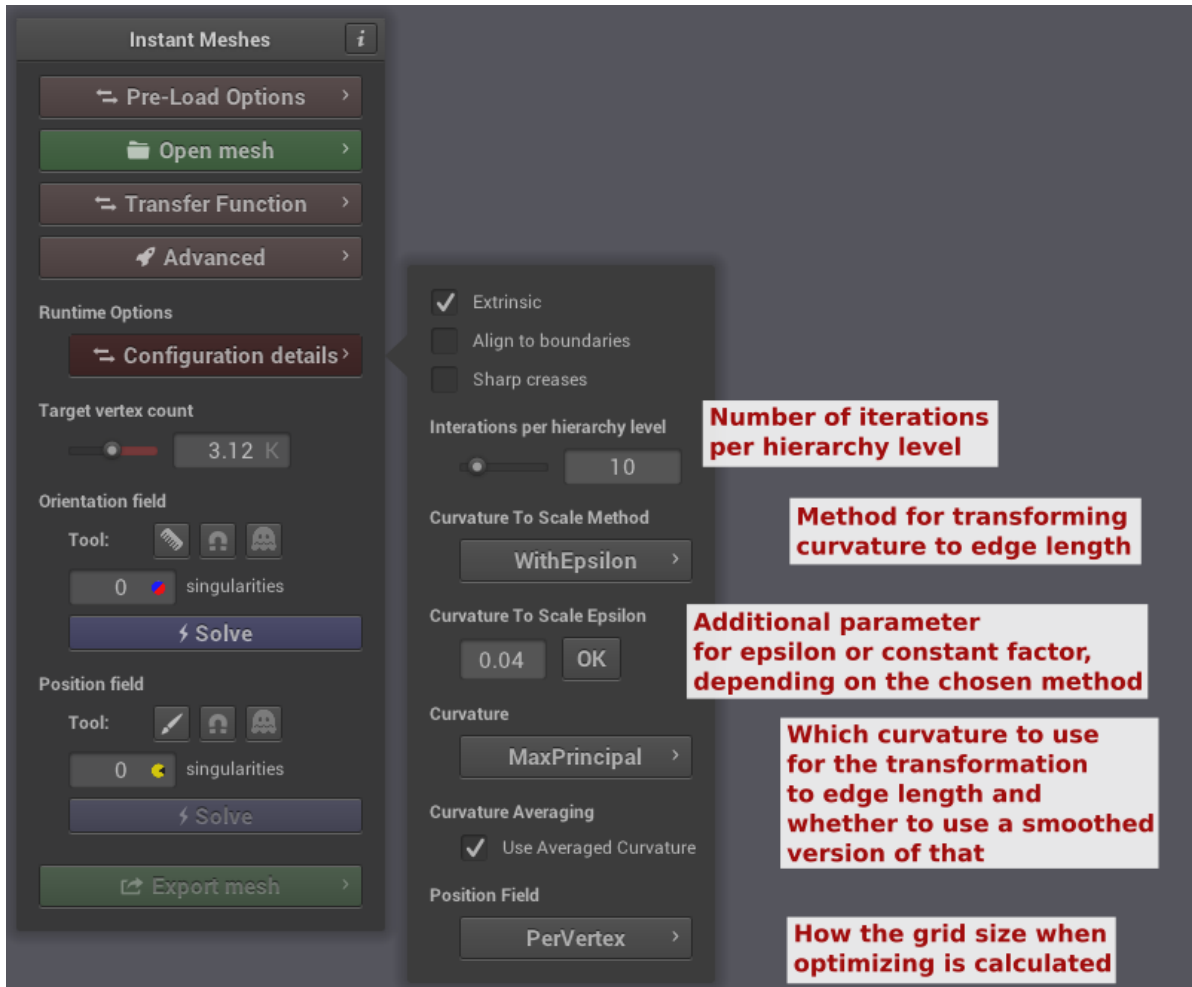 Instant Meshes
i
Pre-Load Options
Open mesh
Transfer Function
Advanced
Runtime Options
Configuration details
Target vertex count
3.12 K
Orientation field
Tool:
0 singularities
Solve
Position field
Tool:
0 singularities
Solve
Export mesh
Extrinsic
Align to boundaries
Sharp creases
Interations per hierarchy level
10
Curvature To Scale Method
WithEpsilon
Curvature To Scale Epsilon
0.04 OK
Curvature
MaxPrincipal
Curvature Averaging
Use Averaged Curvature
Position Field
PerVertex
Number of iterations
per hierarchy level
Method for transforming
curvature to edge length
Additional parameter
for epsilon or constant factor,
depending on the chosen method
Which curvature to use
for the transformation
to edge length and
whether to use a smoothed
version of that
How the grid size when
optimizing is calculated